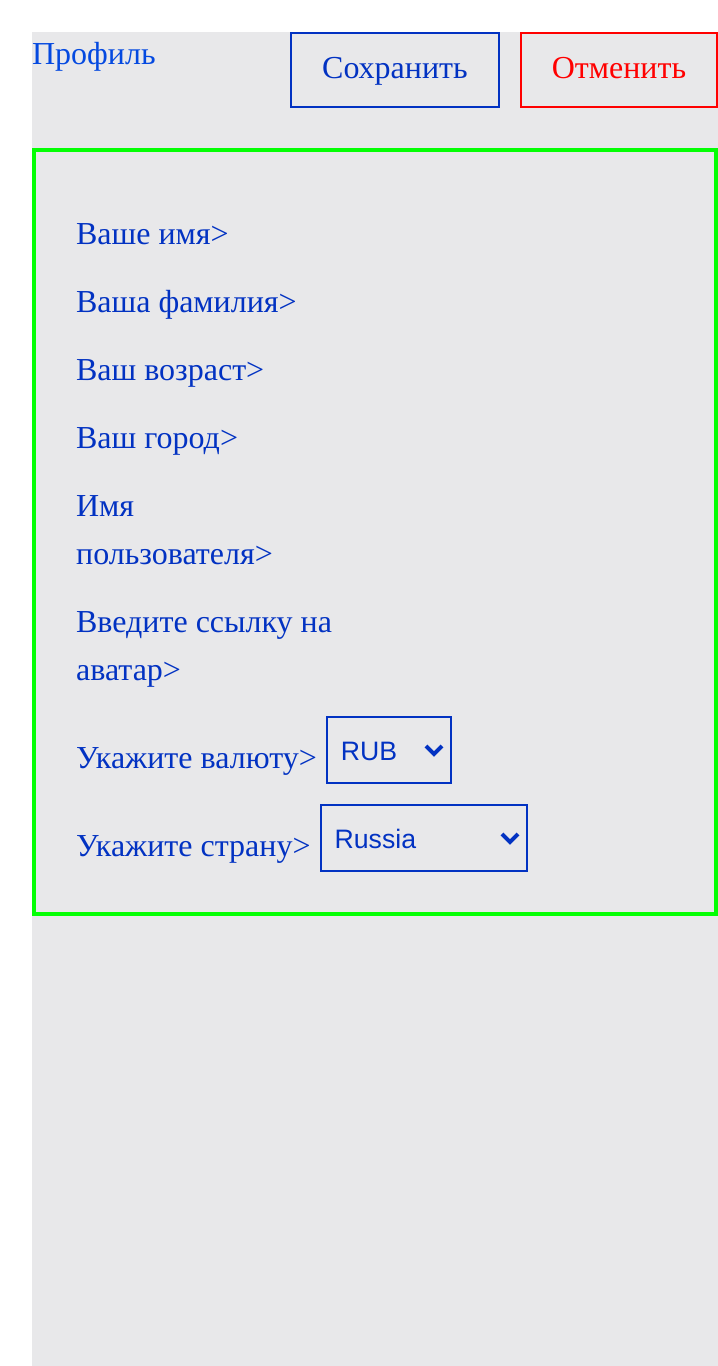 Профиль
Сохранить
Отменить
Ваше имя>
Ваша фамилия>
Ваш возраст>
Ваш город>
Имя
пользователя>
Введите ссылку на
аватар>
Укажите валюту> RUB
Укажите страну> Russia